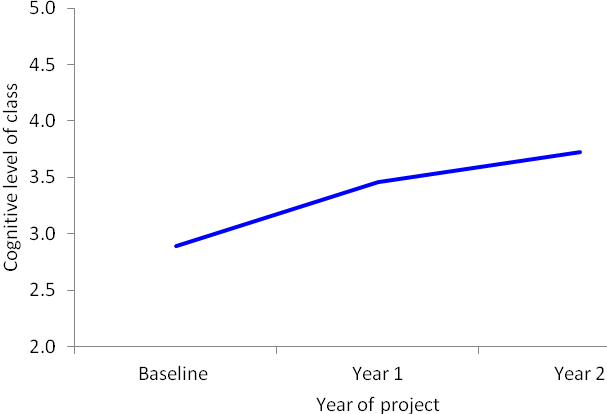 Cognitive level of class
5.0
4.5
4.0
3.5
3.0
2.5
2.0
Baseline
Year 1
Year 2
Year of project